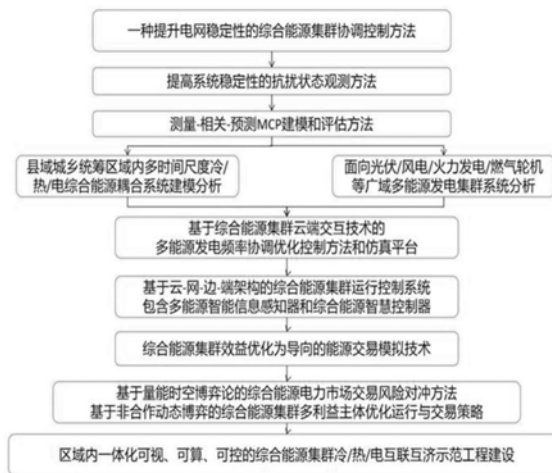 一种提升电网稳定性的综合能源集群协调控制方法
提高系统稳定性的抗扰状态观测方法
测量-相关-预测MCP建模和评估方法
县域城乡统筹区域内多时间尺度冷/
热/电综合能源耦合系统建模分析
面向光伏/风电/火力发电/燃气轮机
等广域多能源发电集群系统分析
基于综合能源集群云端交互技术的
多能源发电频率协调优化控制方法和仿真平台
基于云-网-边-端架构的综合能源集群运行控制系统
包含多能源智能信息感知器和综合能源智慧控制器
综合能源集群效益优化为导向的能源交易模拟技术
基于量能时空博弈论的综合能源电力市场交易风险对冲方法
基于非合作动态博弈的综合能源集群多利益主体优化运行与交易策略
区域内一体化可视、可算、可控的综合能源集群冷/热/电互联互济示范工程建设